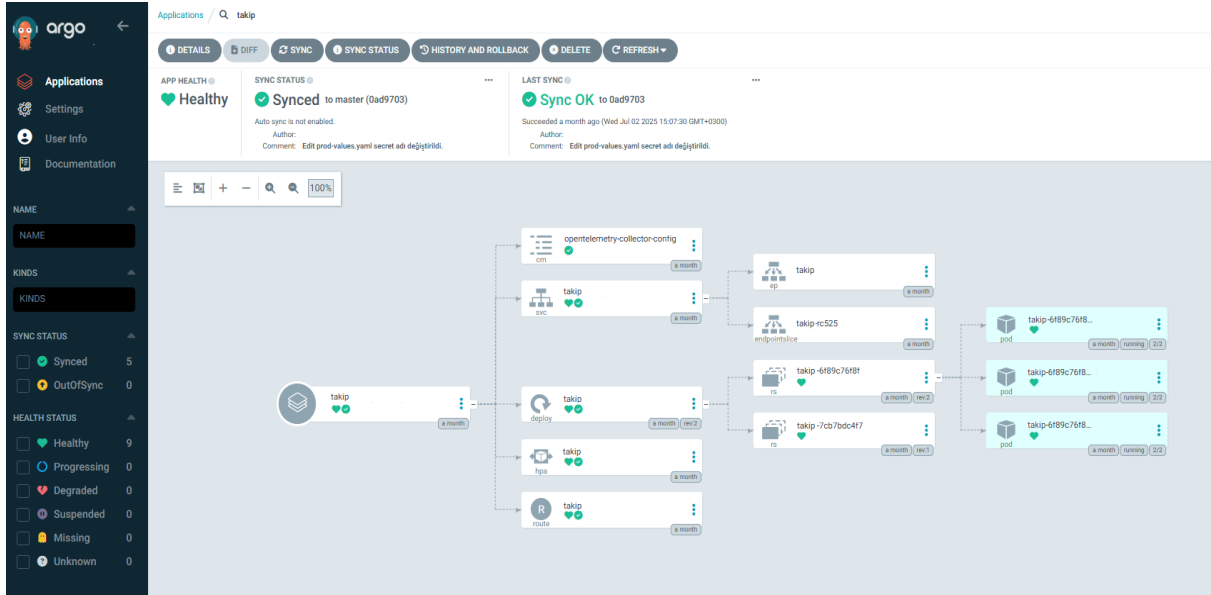 argo
Applications
Settings
User Info
Documentation
NAME
NAME
KINDS
KINDS
SYNC STATUS
Synced 5
OutOfSync 0
HEALTH STATUS
Healthy 9
Progressing 0
Degraded 0
Suspended 0
Missing 0
Unknown 0
Applications / takip
DETAILS DIFF SYNC SYNC STATUS HISTORY AND ROLLBACK DELETE REFRESH
APP HEALTH
Healthy
SYNC STATUS
Synced to master (0ad9703)
Auto sync is not enabled.
Author:
Comment: Edit prod-values.yaml secret adı değiştirildi.
LAST SYNC
Sync OK to 0ad9703
Succeeded a month ago (Wed Jul 02 2025 15:07:30 GMT+0300)
Author:
Comment: Edit prod-values.yaml secret adı değiştirildi.
100%
takip
a month
opentelemetry-collector-config
cm
a month
takip
svc
a month
takip
deploy
a month rev:2
takip
hpa
a month
R
takip
route
a month
takip
ep
a month
takip-rc525
endpointslice
a month
takip -6f89c76f8f
rs
a month rev:2
takip -7cb7bdc4f7
rs
a month rev:1
takip-6f89c76f8...
pod
a month running 2/2
takip-6f89c76f8...
pod
a month running 2/2
takip-6f89c76f8...
pod
a month running 2/2